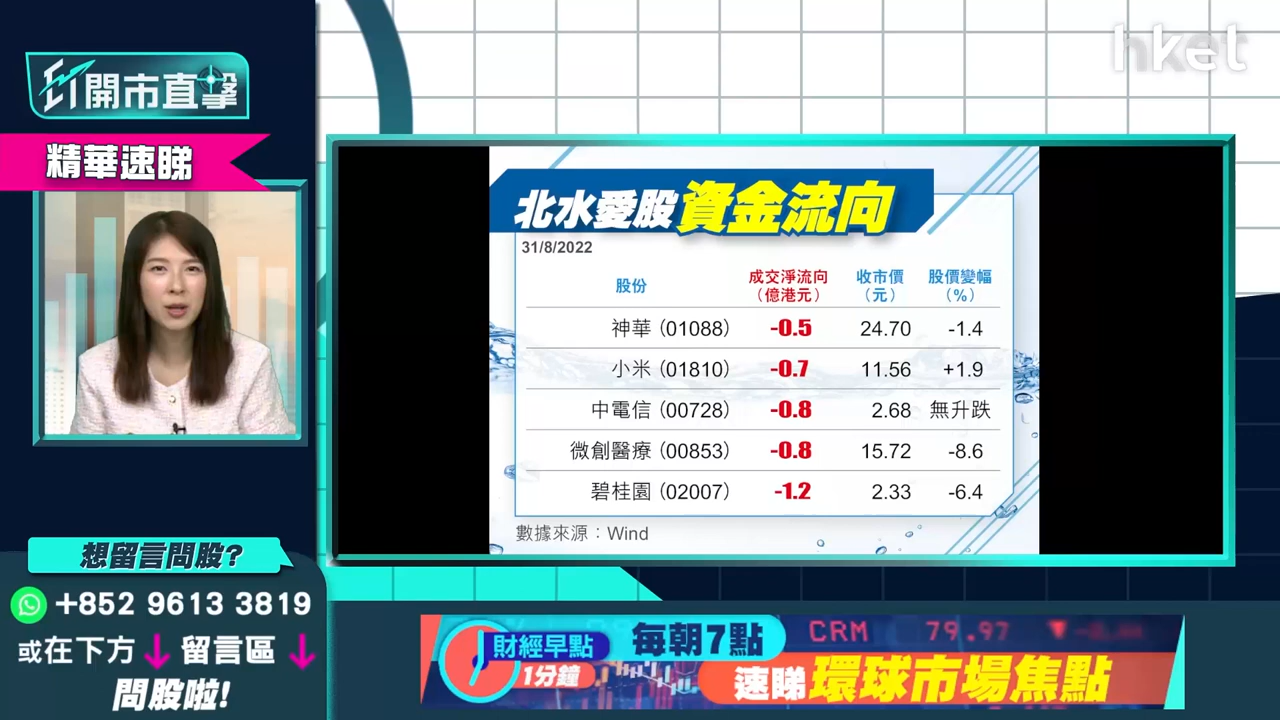 hket
ET開市直擊
精華速睇
北水愛股資金流向
31/8/2022
股份 成交淨流向（億港元） 收市價（元） 股價變幅（%）
神華 (01088) -0.5 24.70 -1.4
小米 (01810) -0.7 11.56 +1.9
中電信 (00728) -0.8 2.68 無升跌
微創醫療 (00853) -0.8 15.72 -8.6
碧桂園 (02007) -1.2 2.33 -6.4
數據來源：Wind
想留言問股?
+852 9613 3819
或在下方 留言區
問股啦!
財經早點
1分鐘
每朝7點
速睇環球市場焦點
CRM 79.97